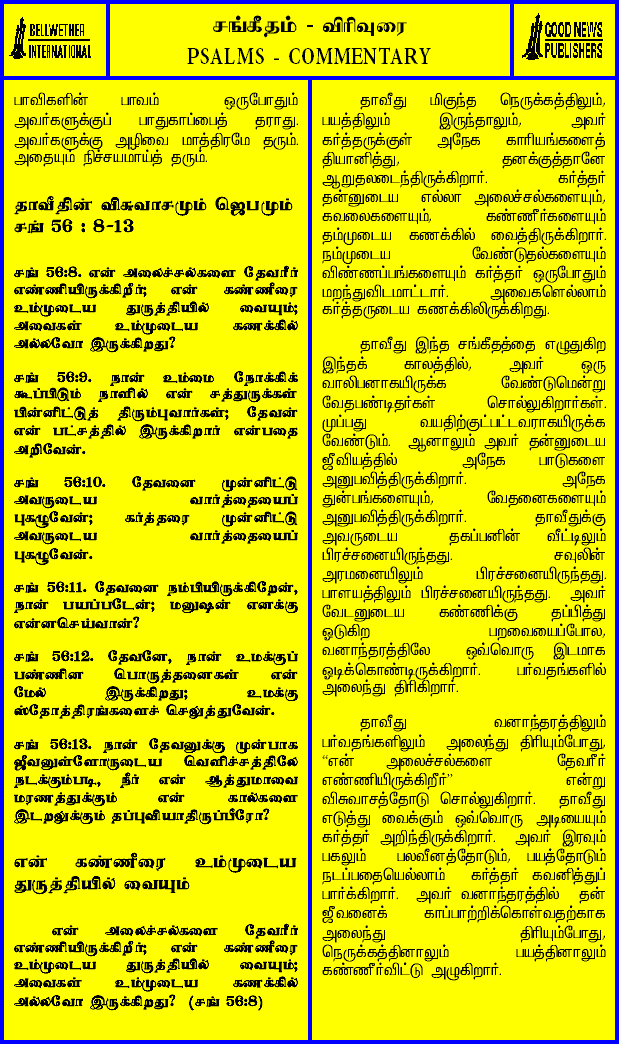 BELLWETHER
INTERNATIONAL
சங்கீதம் - விரிவுரை
PSALMS - COMMENTARY
GOOD NEWS
PUBLISHERS
பாவிகளின் பாவம் ஒருபோதும்
அவர்களுக்குப் பாதுகாப்பைத் தராது.
அவர்களுக்கு அழிவை மாத்திரமே தரும்.
அதையும் நிச்சயமாய்த் தரும்.
தாவீதின் விசுவாசமும் ஜெபமும்
சங் 56 : 8-13
சங் 56:8. என் அலைச்சல்களை தேவரீர்
எண்ணியிருக்கிறீர்; என் கண்ணீரை
உம்முடைய துருத்தியில் வையும்;
அவைகள் உம்முடைய கணக்கில்
அல்லவோ இருக்கிறது?
சங் 56:9. நான் உம்மை நோக்கிக்
கூப்பிடும் நாளில் என் சத்துருக்கள்
பின்னிட்டுத் திரும்புவார்கள்; தேவன்
என் பட்சத்தில் இருக்கிறார் என்பதை
அறிவேன்.
சங் 56:10. தேவனை முன்னிட்டு
அவருடைய வார்த்தையைப்
புகழுவேன்; கர்த்தரை முன்னிட்டு
அவருடைய வார்த்தையைப்
புகழுவேன்.
சங் 56:11. தேவனை நம்பியிருக்கிறேன்,
நான் பயப்படேன்; மனுஷன் எனக்கு
என்னசெய்வான்?
சங் 56:12. தேவனே, நான் உமக்குப்
பண்ணின பொருத்தனைகள் என்
மேல் இருக்கிறது; உமக்கு
ஸ்தோத்திரங்களைச் செலுத்துவேன்.
சங் 56:13. நான் தேவனுக்கு முன்பாக
ஜீவனுள்ளோருடைய வெளிச்சத்திலே
நடக்கும்படி, நீர் என் ஆத்துமாவை
மரணத்துக்கும் என் கால்களை
இடறலுக்கும் தப்புவியாதிருப்பீரோ?
என் கண்ணீரை உம்முடைய
துருத்தியில் வையும்
என் அலைச்சல்களை தேவரீர்
எண்ணியிருக்கிறீர்; என் கண்ணீரை
உம்முடைய துருத்தியில் வையும்;
அவைகள் உம்முடைய கணக்கில்
அல்லவோ இருக்கிறது? (சங் 56:8)
தாவீது மிகுந்த நெருக்கத்திலும்,
பயத்திலும் இருந்தாலும், அவர்
கர்த்தருக்குள் அநேக காரியங்களைத்
தியானித்து, தனக்குத்தானே
ஆறுதலடைந்திருக்கிறார். கர்த்தர்
தன்னுடைய எல்லா அலைச்சல்களையும்,
கவலைகளையும், கண்ணீர்களையும்
தம்முடைய கணக்கில் வைத்திருக்கிறார்.
நம்முடைய வேண்டுதல்களையும்
விண்ணப்பங்களையும் கர்த்தர் ஒருபோதும்
மறந்துவிடமாட்டார். அவைகளெல்லாம்
கர்த்தருடைய கணக்கிலிருக்கிறது.
தாவீது இந்த சங்கீதத்தை எழுதுகிற
இந்தக் காலத்தில், அவர் ஒரு
வாலிபனாகயிருக்க வேண்டுமென்று
வேதபண்டிதர்கள் சொல்லுகிறார்கள்.
முப்பது வயதிற்குட்பட்டவராகயிருக்க
வேண்டும். ஆனாலும் அவர் தன்னுடைய
ஜீவியத்தில் அநேக பாடுகளை
அனுபவித்திருக்கிறார். அநேக
துன்பங்களையும், வேதனைகளையும்
அனுபவித்திருக்கிறார். தாவீதுக்கு
அவருடைய தகப்பனின் வீட்டிலும்
பிரச்சனையிருந்தது. சவுலின்
அரமனையிலும் பிரச்சனையிருந்தது.
பாளயத்திலும் பிரச்சனையிருந்தது. அவர்
வேடனுடைய கண்ணிக்கு தப்பித்து
ஓடுகிற பறவையைப்போல,
வனாந்தரத்திலே ஒவ்வொரு இடமாக
ஓடிக்கொண்டிருக்கிறார். பர்வதங்களில்
அலைந்து திரிகிறார்.
தாவீது வனாந்தரத்திலும்
பர்வதங்களிலும் அலைந்து திரியும்போது,
“என் அலைச்சல்களை தேவரீர்
எண்ணியிருக்கிறீர்” என்று
விசுவாசத்தோடு சொல்லுகிறார். தாவீது
எடுத்து வைக்கும் ஒவ்வொரு அடியையும்
கர்த்தர் அறிந்திருக்கிறார். அவர் இரவும்
பகலும் பலவீனத்தோடும், பயத்தோடும்
நடப்பதையெல்லாம் கர்த்தர் கவனித்துப்
பார்க்கிறார். அவர் வனாந்தரத்தில் தன்
ஜீவனைக் காப்பாற்றிக்கொள்வதற்காக
அலைந்து திரியும்போது,
நெருக்கத்தினாலும் பயத்தினாலும்
கண்ணீர்விட்டு அழுகிறார்.